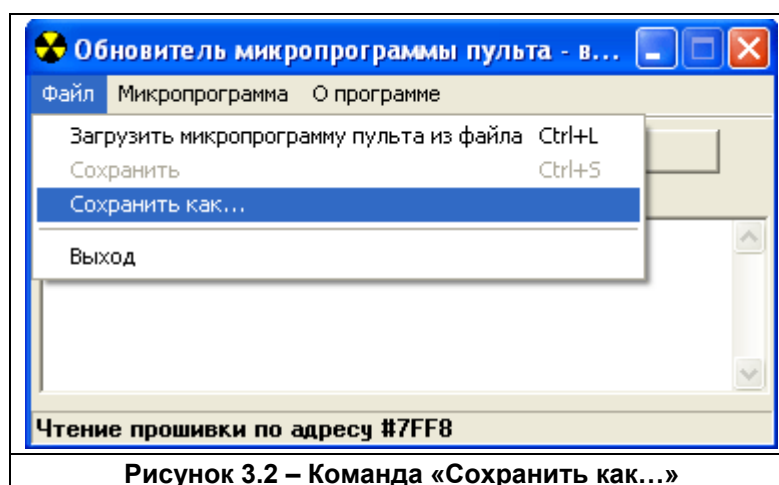 Обновитель микропрограммы пульта - в...
Файл Микропрограмма О программе
Загрузить микропрограмму пульта из файла Ctrl+L
Сохранить Ctrl+S
Сохранить как...
Выход
Чтение прошивки по адресу #7FF8
Рисунок 3.2 – Команда «Сохранить как…»